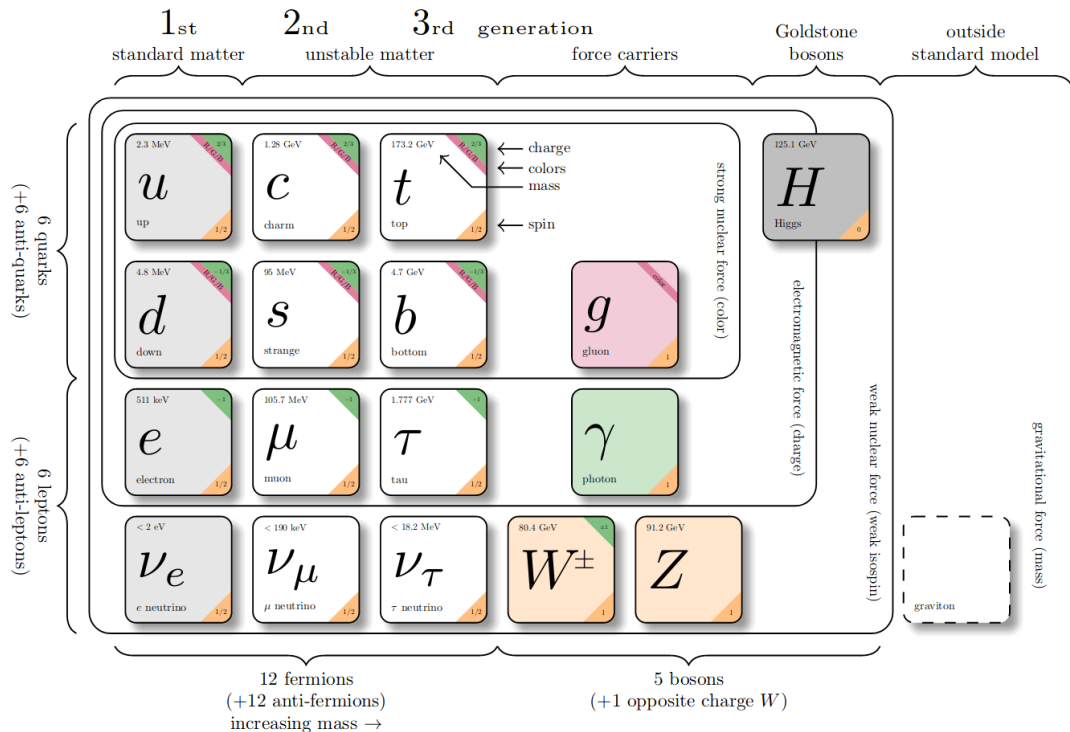 1st 2nd 3rd generation
standard matter
unstable matter
force carriers
Goldstone
bosons
outside
standard model
6 quarks
(+6 anti-quarks)
6 leptons
(+6 anti-leptons)
2.3 MeV
2/3
R/G/B
u
up
1/2
1.28 GeV
2/3
R/G/B
c
charm
1/2
173.2 GeV
2/3
R/G/B
t
top
1/2
charge
colors
mass
spin
strong nuclear force (color)
125.1 GeV
H
Higgs
0
4.8 MeV
−1/3
R/G/B
d
down
1/2
95 MeV
−1/3
R/G/B
s
strange
1/2
4.7 GeV
−1/3
R/G/B
b
bottom
1/2
color
g
gluon
1
electromagnetic force (charge)
511 keV
−1
e
electron
1/2
105.7 MeV
−1
μ
muon
1/2
1.777 GeV
−1
τ
tau
1/2
γ
photon
1
weak nuclear force (weak isospin)
gravitational force (mass)
< 2 eV
νe
e neutrino
1/2
< 190 keV
νμ
μ neutrino
1/2
< 18.2 MeV
ντ
τ neutrino
1/2
80.4 GeV
±1
W±
1
91.2 GeV
Z
1
graviton
12 fermions
(+12 anti-fermions)
increasing mass →
5 bosons
(+1 opposite charge W)